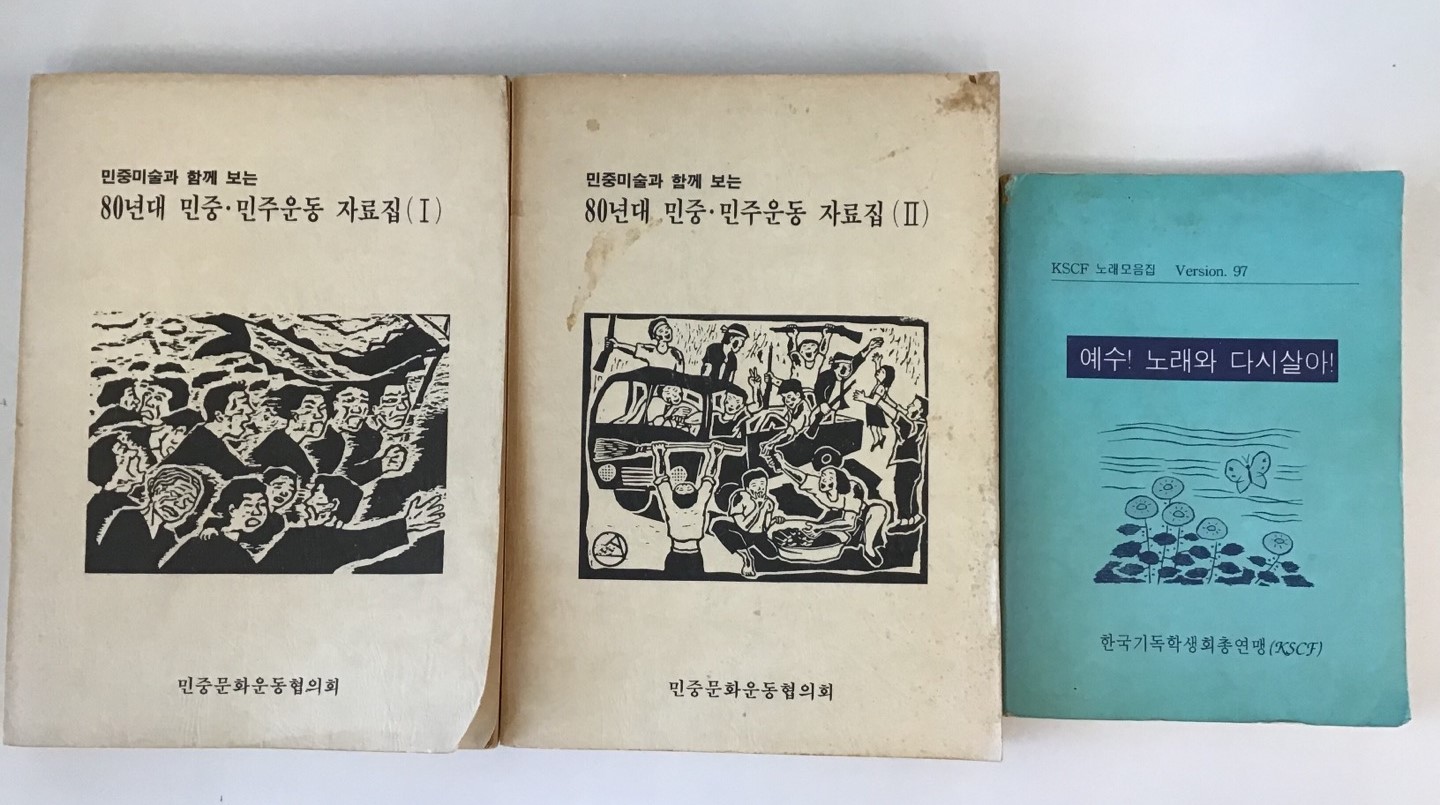 민중미술과 함께 보는
80년대 민중·민주운동 자료집(Ⅰ)
민중문화운동협의회
민중미술과 함께 보는
80년대 민중·민주운동 자료집(Ⅱ)
민중문화운동협의회
KSCF 노래모음집 Version. 97
예수! 노래와 다시살아!
한국기독학생회총연맹(KSCF)